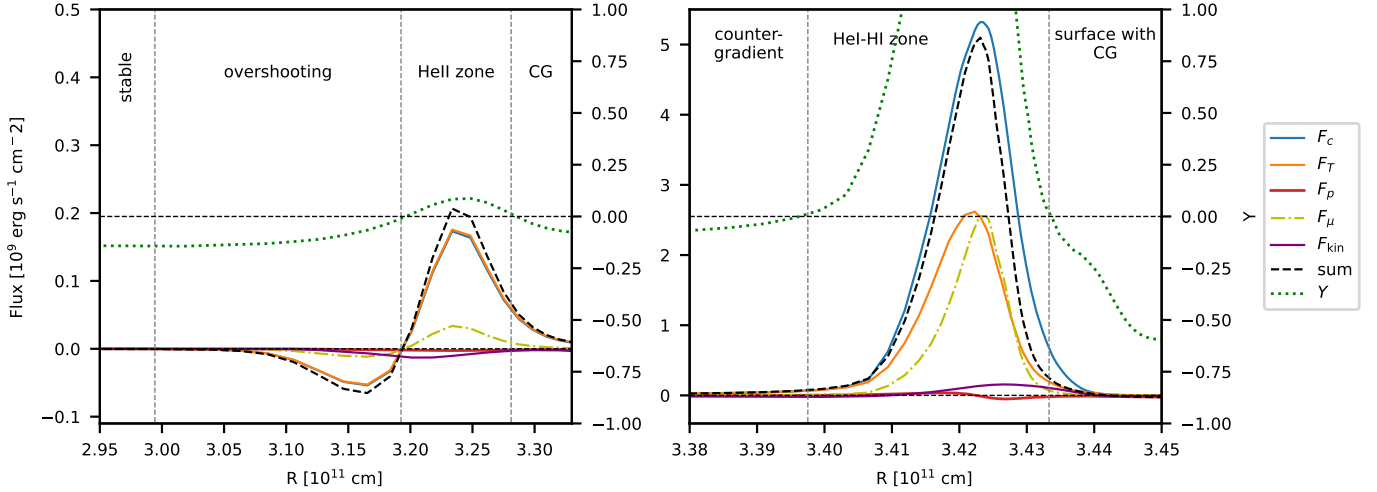 stable
overshooting
HeII zone
CG
0.5
0.4
0.3
0.2
0.1
0.0
−0.1
Flux [10⁹ erg s⁻¹ cm−2]
1.00
0.75
0.50
0.25
0.00
−0.25
−0.50
−0.75
−1.00
2.95 3.00 3.05 3.10 3.15 3.20 3.25 3.30
R [10¹¹ cm]
counter-
gradient
HeI-HI zone
surface with
CG
5
4
3
2
1
0
1.00
0.75
0.50
0.25
0.00
−0.25
−0.50
−0.75
−1.00
Y
3.38 3.39 3.40 3.41 3.42 3.43 3.44 3.45
R [10¹¹ cm]
F_c
F_T
F_p
F_μ
F_kin
sum
Y